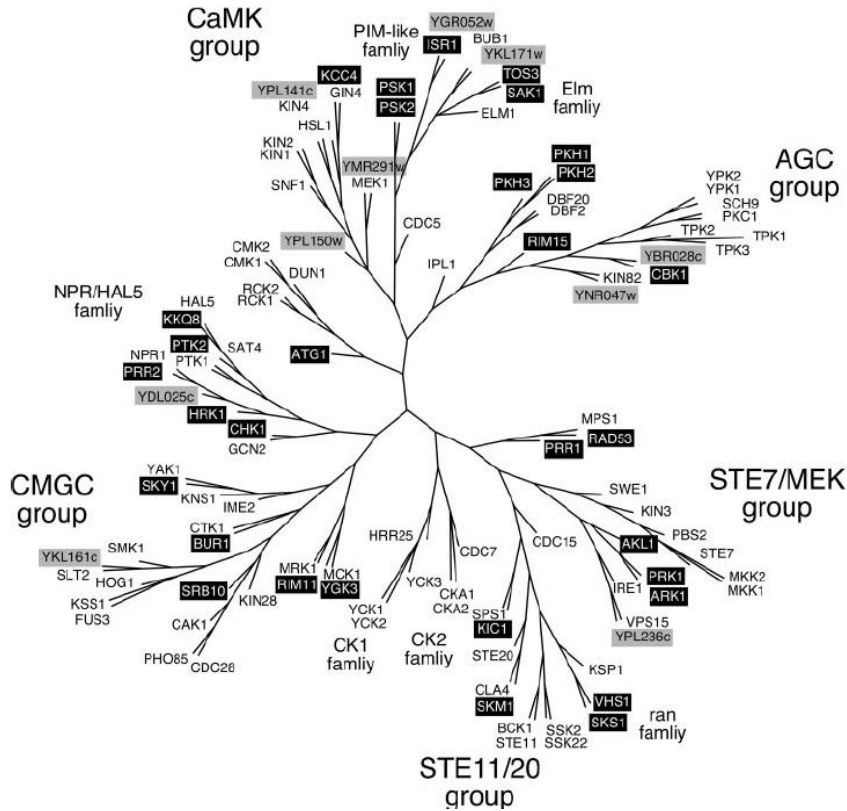 CaMK
group
PIM-like
famliy
YGR052w
ISR1
BUB1
YKL171w
TOS3
SAK1
Elm
famliy
ELM1
KCC4
YPL141c
GIN4
KIN4
PSK1
PSK2
HSL1
KIN2
KIN1
YMR291w
MEK1
SNF1
PKH1
PKH2
PKH3
DBF20
DBF2
AGC
group
YPK2
YPK1
SCH9
PKC1
TPK2
TPK1
TPK3
RIM15
YBR028c
CBK1
KIN82
YNR047w
CDC5
IPL1
YPL150w
CMK2
CMK1
DUN1
RCK2
RCK1
NPR/HAL5
famliy
HAL5
KKQ8
PTK2
SAT4
NPR1
PTK1
PRR2
ATG1
YDL025c
HRK1
CHK1
GCN2
MPS1
RAD53
PRR1
CMGC
group
YAK1
SKY1
KNS1
IME2
CTK1
BUR1
YKL161c
SMK1
SLT2
HOG1
KSS1
FUS3
SRB10
KIN28
CAK1
PHO85
CDC28
MRK1
RIM11
MCK1
YGK3
HRR25
YCK3
YCK1
YCK2
CK1
famliy
CDC7
CKA1
CKA2
CK2
famliy
STE7/MEK
group
SWE1
KIN3
PBS2
STE7
AKL1
CDC15
MKK2
MKK1
PRK1
IRE1
ARK1
VPS15
YPL236c
SPS1
KIC1
STE20
CLA4
SKM1
KSP1
VHS1
SKS1
ran
famliy
BCK1
STE11
SSK2
SSK22
STE11/20
group